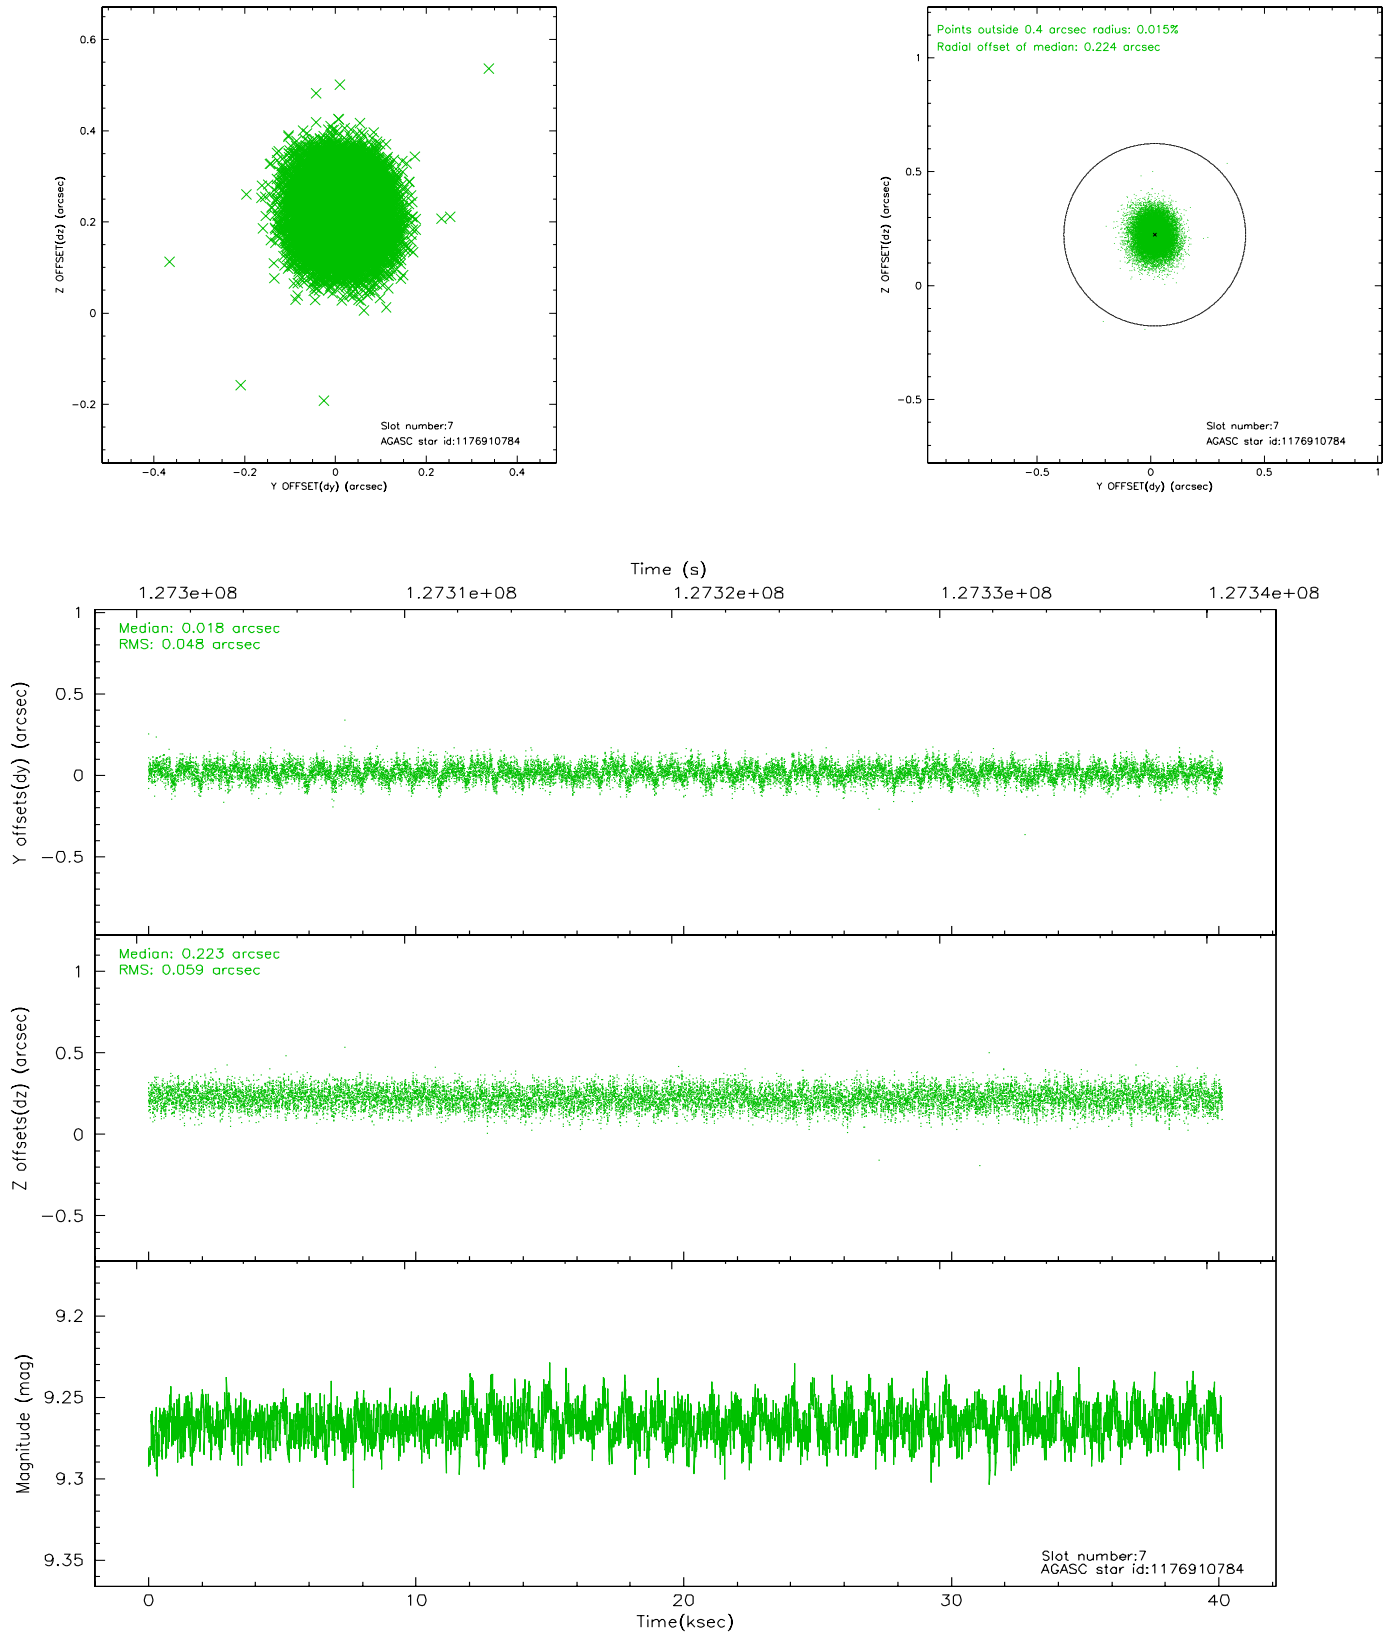 0.6
0.4
0.2
0
-0.2
Z OFFSET(dz) (arcsec)
Slot number:7
AGASC star id:1176910784
-0.4 -0.2 0 0.2 0.4
Y OFFSET(dy) (arcsec)
Points outside 0.4 arcsec radius: 0.015%
Radial offset of median: 0.224 arcsec
1
0.5
0
-0.5
Z OFFSET(dz) (arcsec)
Slot number:7
AGASC star id:1176910784
-0.5 0 0.5 1
Y OFFSET(dy) (arcsec)
Time (s)
1.273e+08 1.2731e+08 1.2732e+08 1.2733e+08 1.2734e+08
Median: 0.018 arcsec
RMS: 0.048 arcsec
1
0.5
0
-0.5
Y offsets(dy) (arcsec)
Median: 0.223 arcsec
RMS: 0.059 arcsec
1
0.5
0
-0.5
Z offsets(dz) (arcsec)
9.2
9.25
9.3
9.35
Magnitude (mag)
Slot number:7
AGASC star id:1176910784
0 10 20 30 40
Time(ksec)